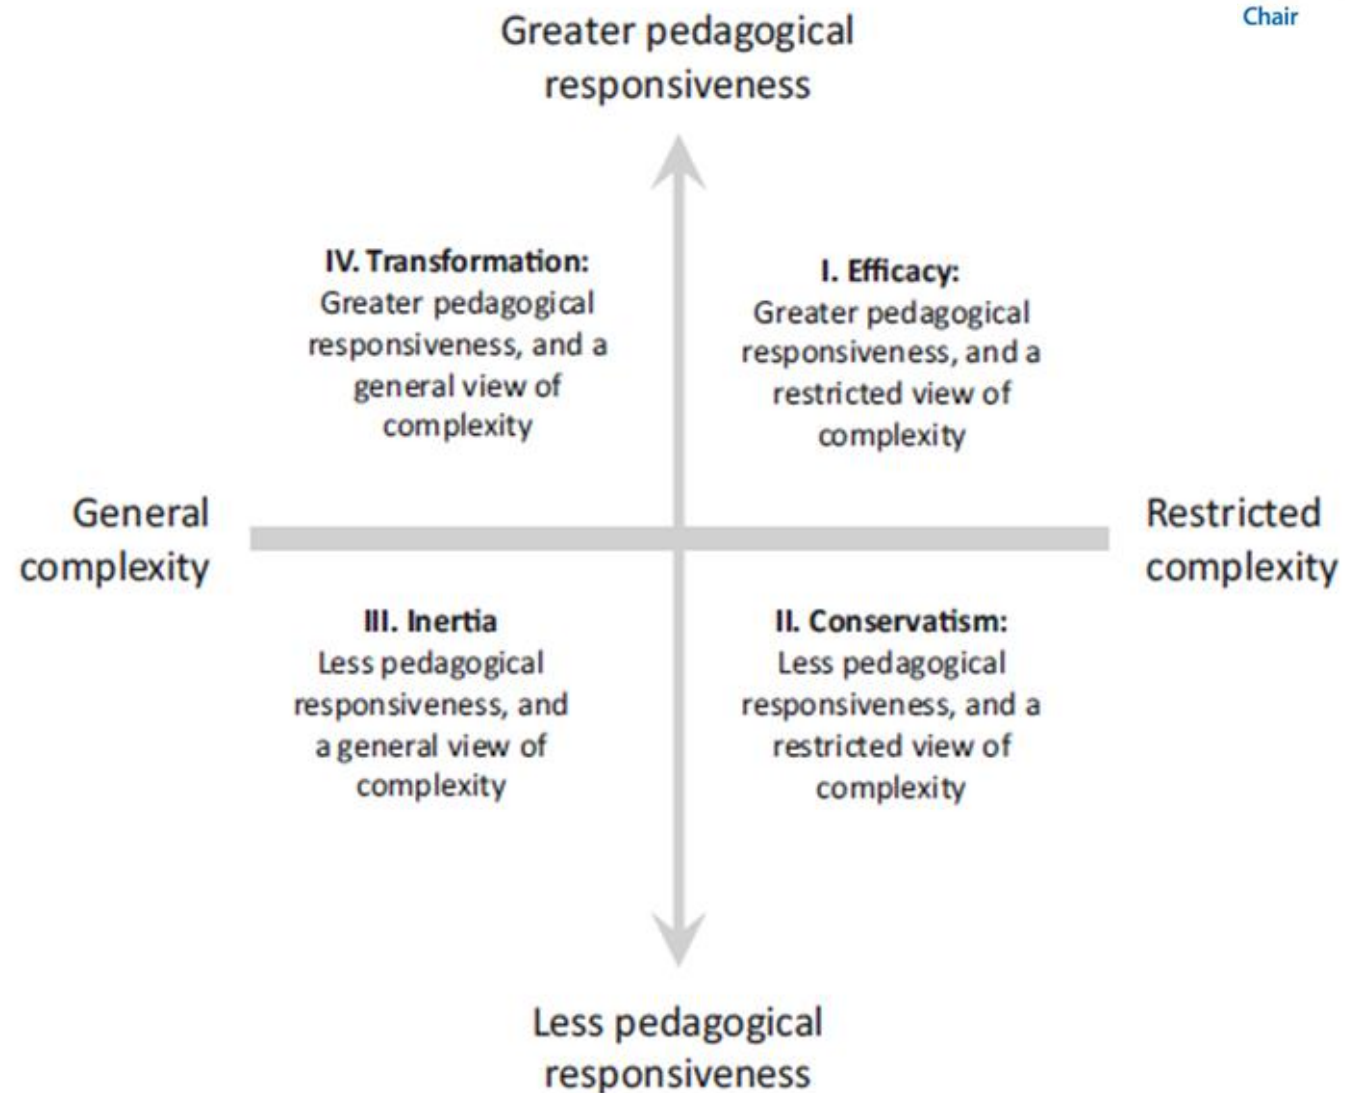 Chair
Greater pedagogical
responsiveness
IV. Transformation:
Greater pedagogical
responsiveness, and a
general view of
complexity
I. Efficacy:
Greater pedagogical
responsiveness, and a
restricted view of
complexity
General
complexity
Restricted
complexity
III. Inertia
Less pedagogical
responsiveness, and
a general view of
complexity
II. Conservatism:
Less pedagogical
responsiveness, and a
restricted view of
complexity
Less pedagogical
responsiveness